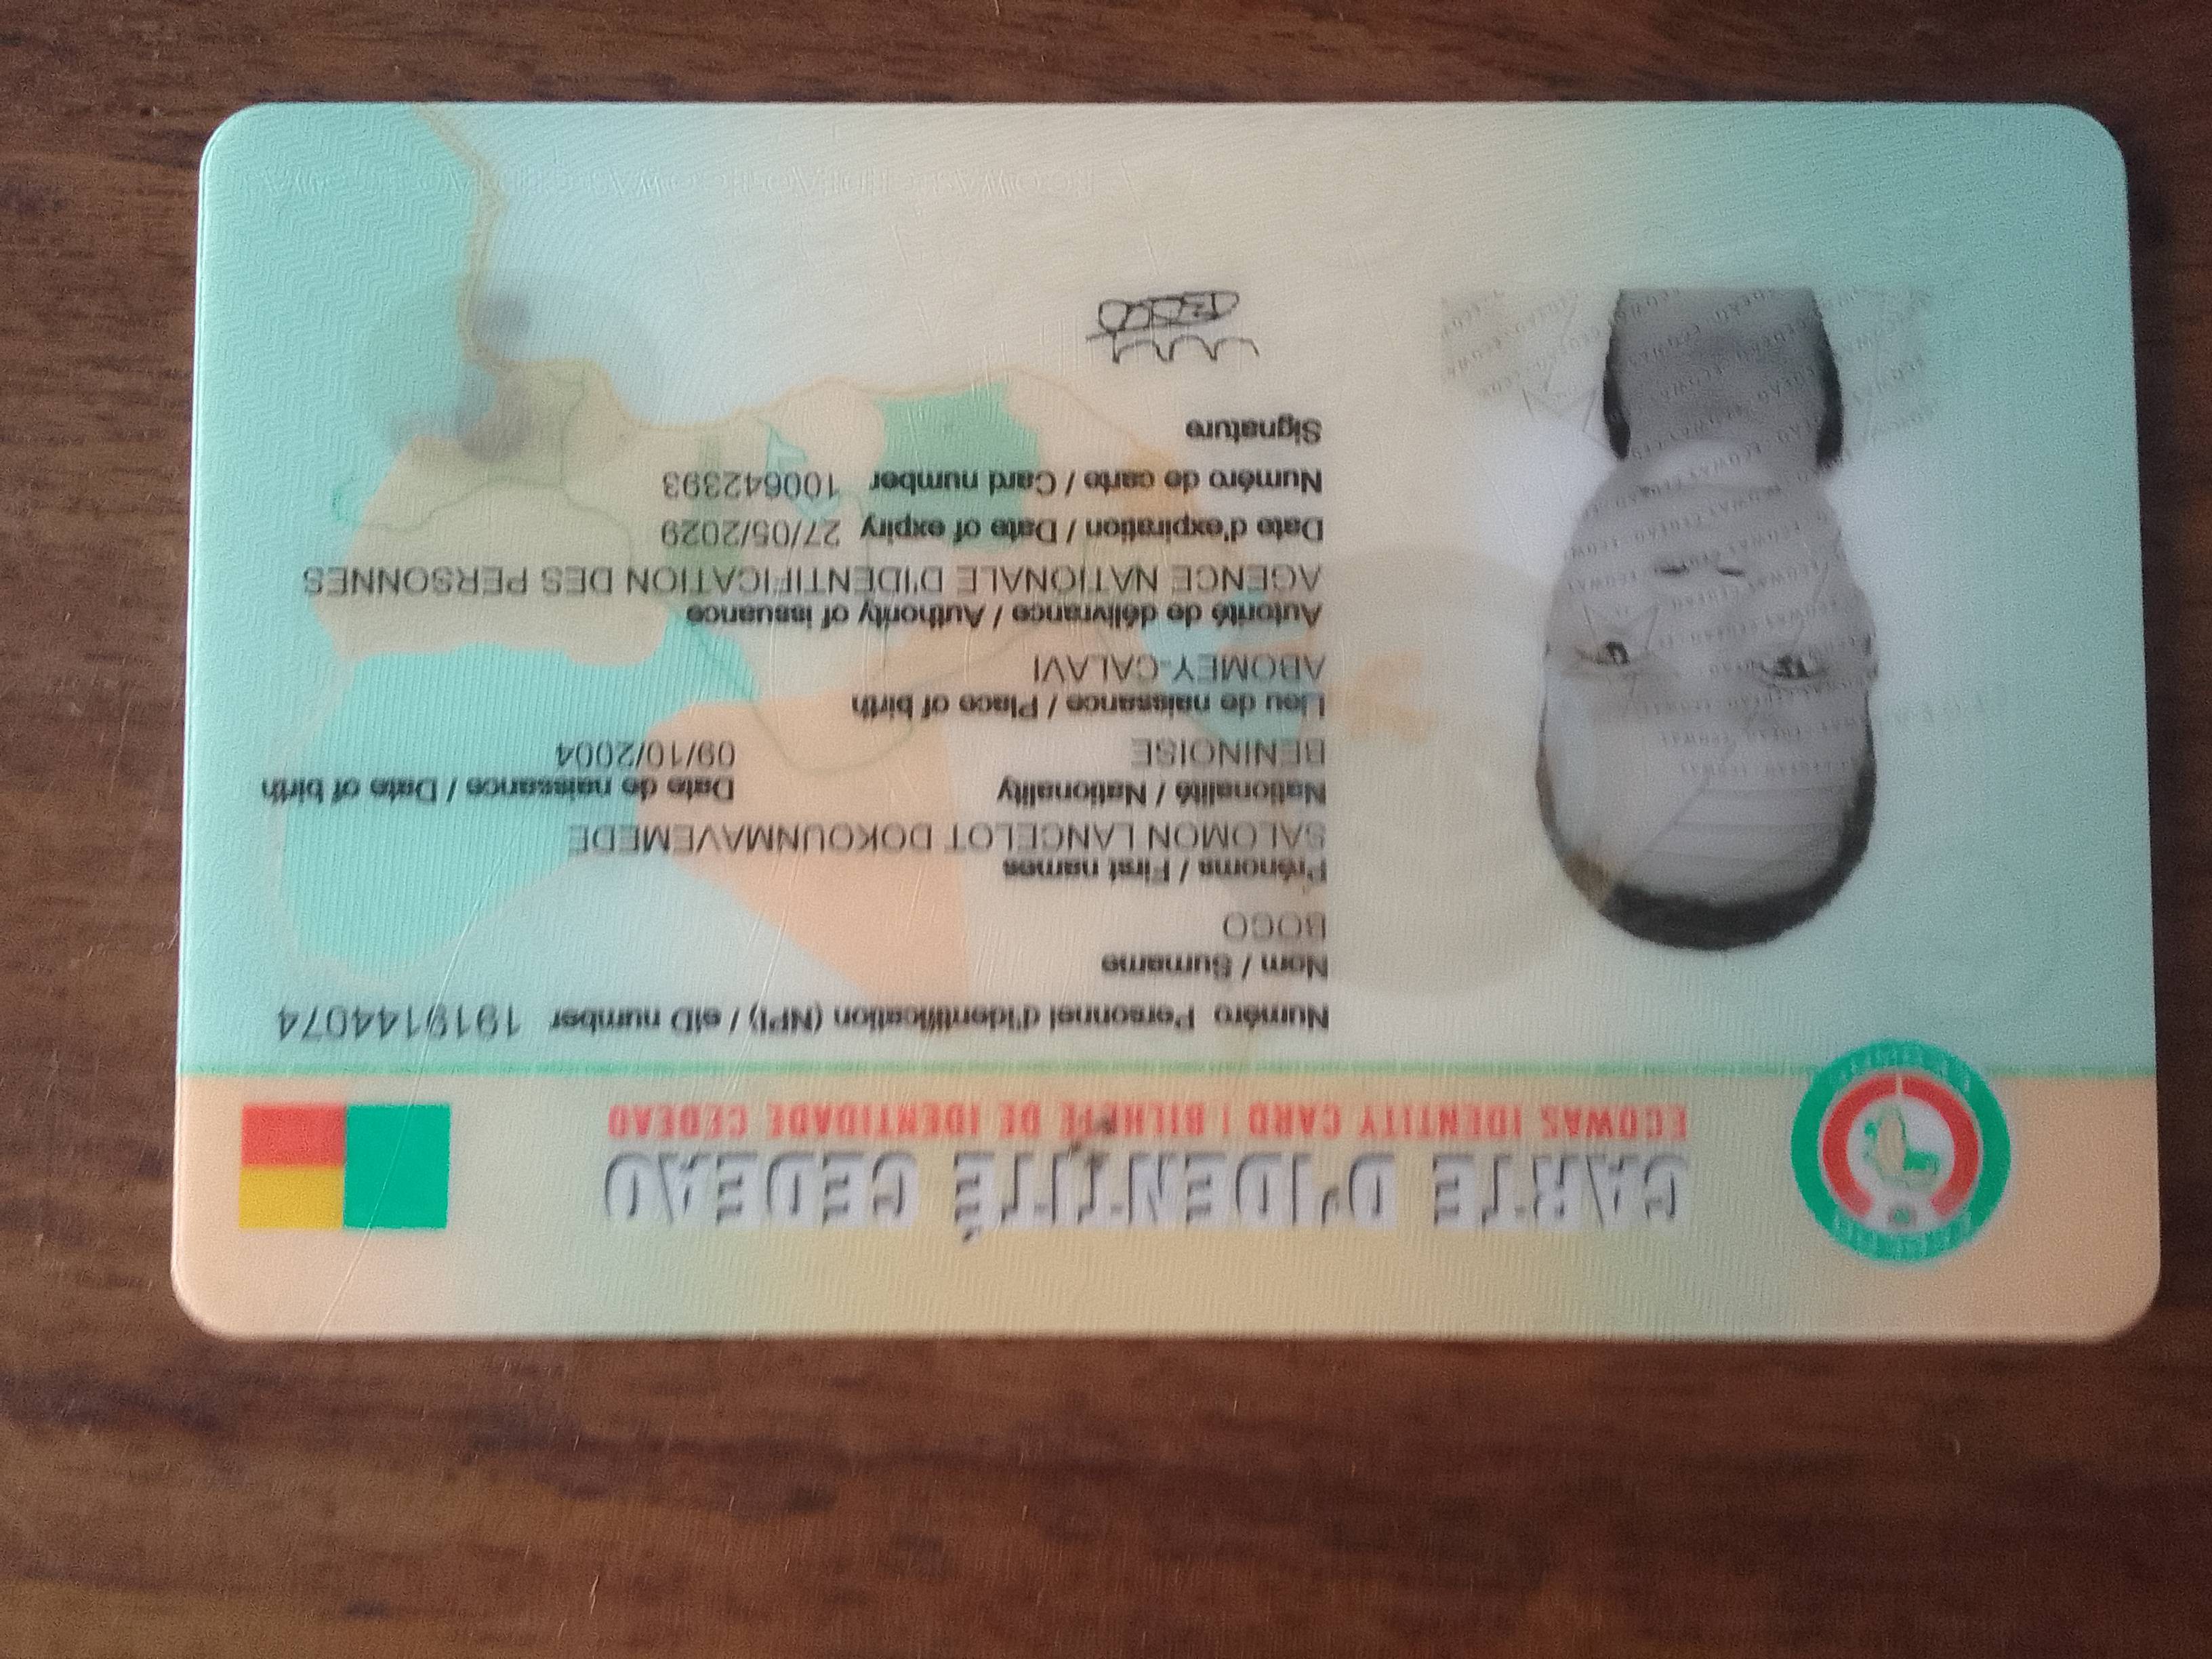 CARTE D'IDENTITÉ CEDEAO
ECOWAS IDENTITY CARD | BILHETE DE IDENTIDADE CEDEAO
Numéro Personnel d'identification (NPI) / eID number 1919144074
Nom / Surname
BOCO
Prénoms / First names
SALOMON LANCELOT DOKOUNMAVEMEDE
Nationalité / Nationality Date de naissance / Date of birth
BENINOISE 09/10/2004
Lieu de naissance / Place of birth
ABOMEY-CALAVI
Autorité de délivrance / Authority of issuance
AGENCE NATIONALE D'IDENTIFICATION DES PERSONNES
Date d'expiration / Date of expiry 27/05/2029
Numéro de carte / Card number 100642393
Signature